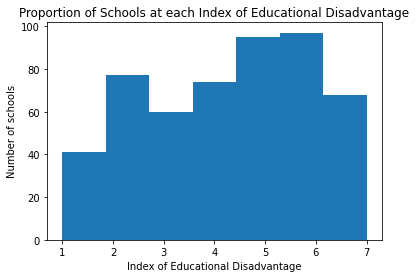 Proportion of Schools at each Index of Educational Disadvantage
100
80
60
40
20
0
Number of schools
1 2 3 4 5 6 7
Index of Educational Disadvantage